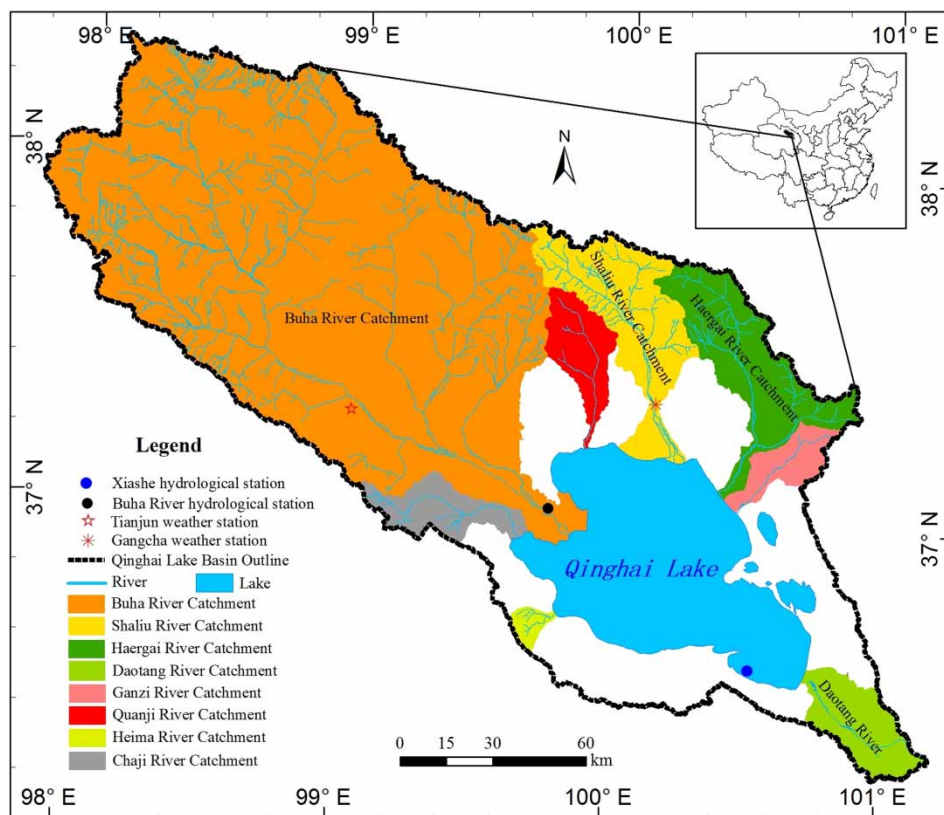 98° E
99° E
100° E
101° E
38° N
38° N
N
Buha River Catchment
Shaliu River Catchment
Haergai River Catchment
37° N
37° N
Qinghai Lake
Daotang River
Legend
Xiashe hydrological station
Buha River hydrological station
Tianjun weather station
Gangcha weather station
Qinghai Lake Basin Outline
River Lake
Buha River Catchment
Shaliu River Catchment
Haergai River Catchment
Daotang River Catchment
Ganzi River Catchment
Quanji River Catchment
Heima River Catchment
Chaji River Catchment
0 15 30 60
km
98° E
99° E
100° E
101° E